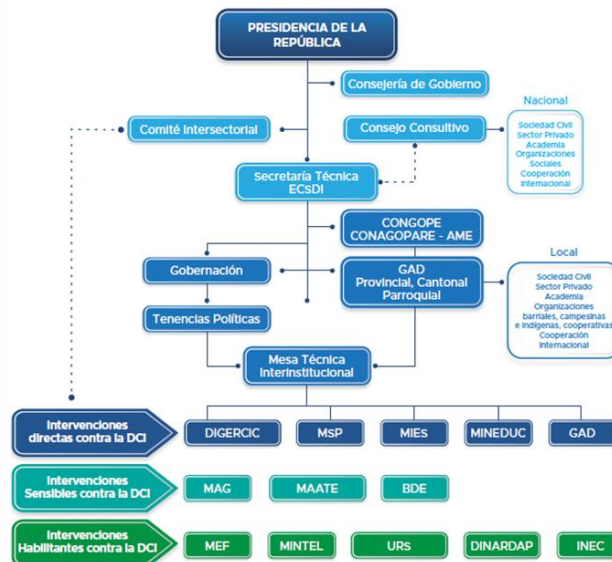 PRESIDENCIA DE LA
REPÚBLICA
Consejería de Gobierno
Nacional
Comité Intersectorial
Consejo Consultivo
Sociedad Civil
Sector Privado
Academia
Organizaciones
Sociales
Cooperación
Internacional
Secretaría Técnica
ECSDI
CONGOPE
CONAGOPARE - AME
Gobernación
GAD
Provincial, Cantonal
Parroquial
Local
Sociedad Civil
Sector Privado
Academia
Organizaciones
barriales, campesinas
e indígenas, cooperativas
Cooperación
Internacional
Tenencias Políticas
Mesa Técnica
Interinstitucional
Intervenciones
directas contra la DCI
DIGERCIC
MSP
MIES
MINEDUC
GAD
Intervenciones
Sensibles contra la DCI
MAG
MAATE
BDE
Intervenciones
Habilitantes contra la DCI
MEF
MINTEL
URS
DINARDAP
INEC